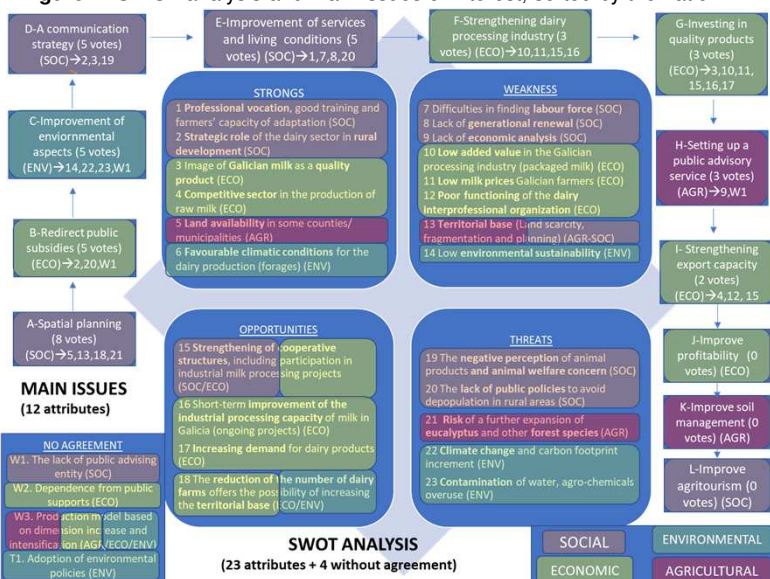 D-A communication
strategy (5 votes)
(SOC)→2,3,19
E-Improvement of services
and living conditions (5
votes) (SOC)→1,7,8,20
F-Strengthening dairy
processing industry (3
votes) (ECO)→10,11,15,16
G-Investing in
quality products
(3 votes)
(ECO)→3,10,11,
15,16,17
C-Improvement of
enviornmental
aspects (5 votes)
(ENV)→14,22,23,W1
B-Redirect public
subsidies (5 votes)
(ECO)→2,20,W1
A-Spatial planning
(8 votes)
(SOC)→5,13,18,21
MAIN ISSUES
(12 attributes)
STRONGS
1 Professional vocation, good training and
farmers' capacity of adaptation (SOC)
2 Strategic role of the dairy sector in rural
development (SOC)
3 Image of Galician milk as a quality
product (ECO)
4 Competitive sector in the production of
raw milk (ECO)
5 Land availability in some counties/
municipalities (AGR)
6 Favourable climatic conditions for the
dairy production (forages) (ENV)
WEAKNESS
7 Difficulties in finding labour force (SOC)
8 Lack of generational renewal (SOC)
9 Lack of economic analysis (SOC)
10 Low added value in the Galician
processing industry (packaged milk) (ECO)
11 Low milk prices Galician farmers (ECO)
12 Poor functioning of the dairy
Interprofessional organization (ECO)
13 Territorial base (Land scarcity,
fragmentation and planning) (AGR-SOC)
14 Low environmental sustainability (ENV)
H-Setting up a
public advisory
service (3 votes)
(AGR)→9,W1
I- Strengthening
export capacity
(2 votes)
(ECO)→4,12, 15
J-Improve
profitability (0
votes) (ECO)
K-Improve soil
management (0
votes) (AGR)
L-Improve
agritourism (0
votes) (SOC)
OPPORTUNITIES
15 Strengthening of cooperative
structures, including participation in
industrial milk processing projects
(SOC/ECO)
16 Short-term improvement of the
industrial processing capacity of milk in
Galicia (ongoing projects) (ECO)
17 Increasing demand for dairy products
(ECO)
18 The reduction of the number of dairy
farms offers the possibility of increasing
the territorial base (ECO/ENV)
THREATS
19 The negative perception of animal
products and animal welfare concern (SOC)
20 The lack of public policies to avoid
depopulation in rural areas (SOC)
21 Risk of a further expansion of
eucalyptus and other forest species (AGR)
22 Climate change and carbon footprint
increment (ENV)
23 Contamination of water, agro-chemicals
overuse (ENV)
NO AGREEMENT
W1. The lack of public advising
entity (SOC)
W2. Dependence from public
supports (ECO)
W3. Production model based
on dimension increase and
intensification (AGR/ECO/ENV)
T1. Adoption of environmental
policies (ENV)
SWOT ANALYSIS
(23 attributes + 4 without agreement)
SOCIAL
ENVIRONMENTAL
ECONOMIC
AGRICULTURAL